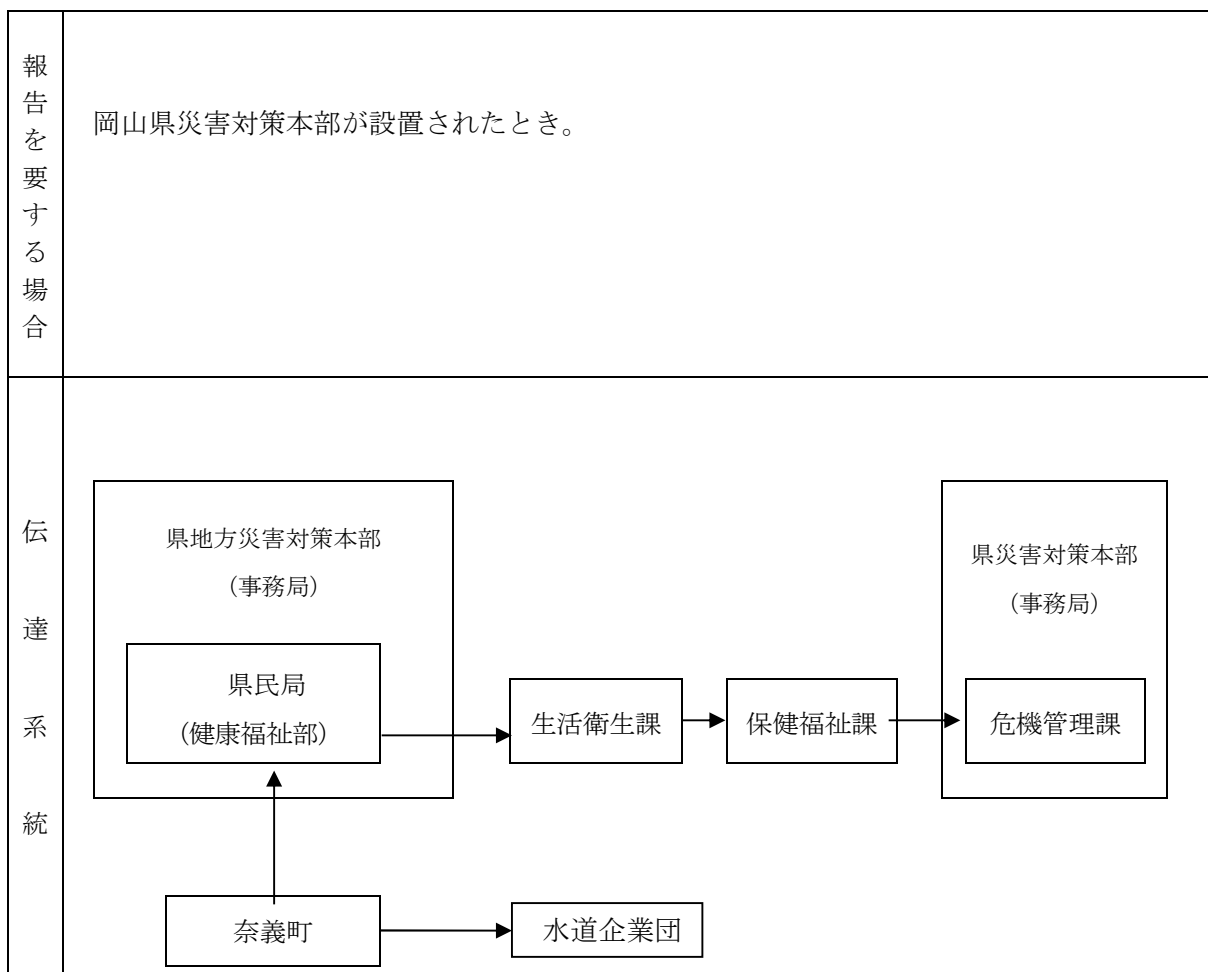 報告を要する場合
岡山県災害対策本部が設置されたとき。
伝達系統
県地方災害対策本部
（事務局）
県民局
（健康福祉部）
生活衛生課
保健福祉課
県災害対策本部
（事務局）
危機管理課
奈義町
水道企業団